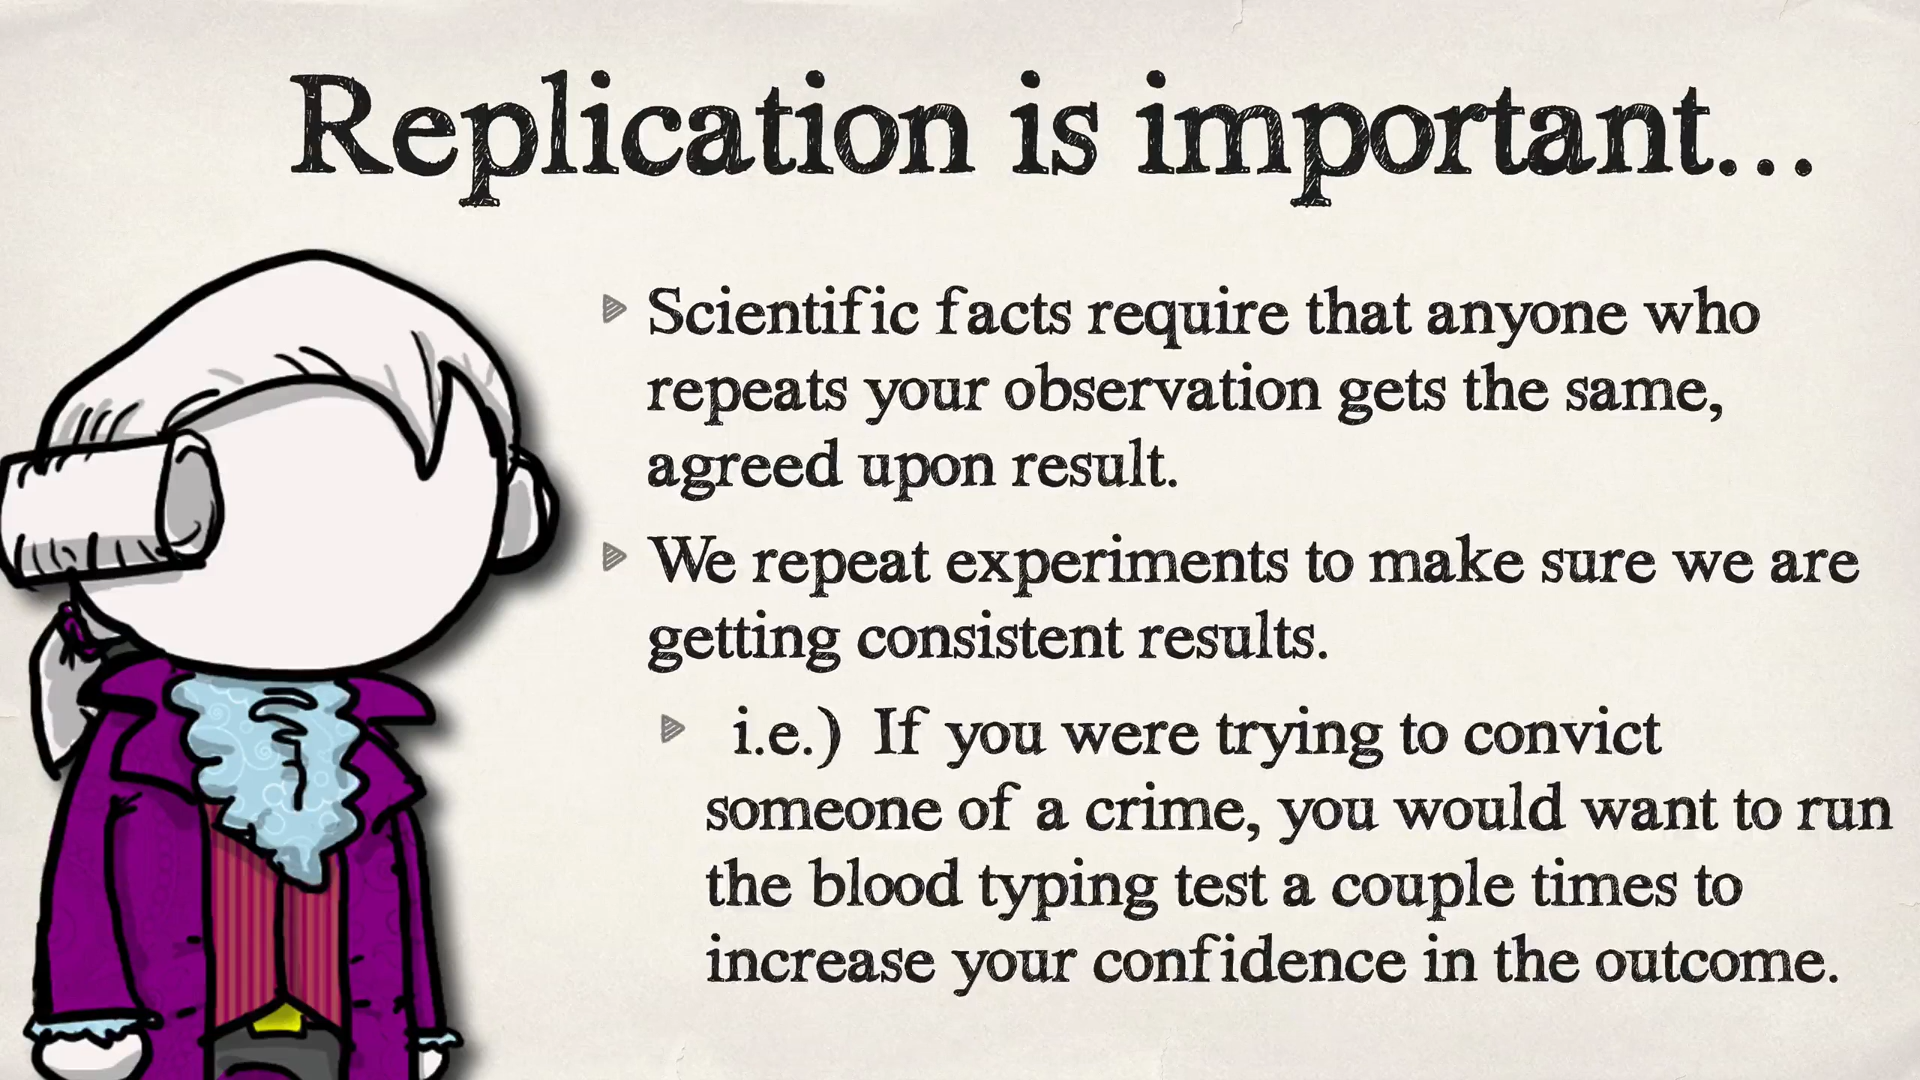 Replication is important...
Scientific facts require that anyone who
repeats your observation gets the same,
agreed upon result.
We repeat experiments to make sure we are
getting consistent results.
i.e.) If you were trying to convict
someone of a crime, you would want to run
the blood typing test a couple times to
increase your confidence in the outcome.